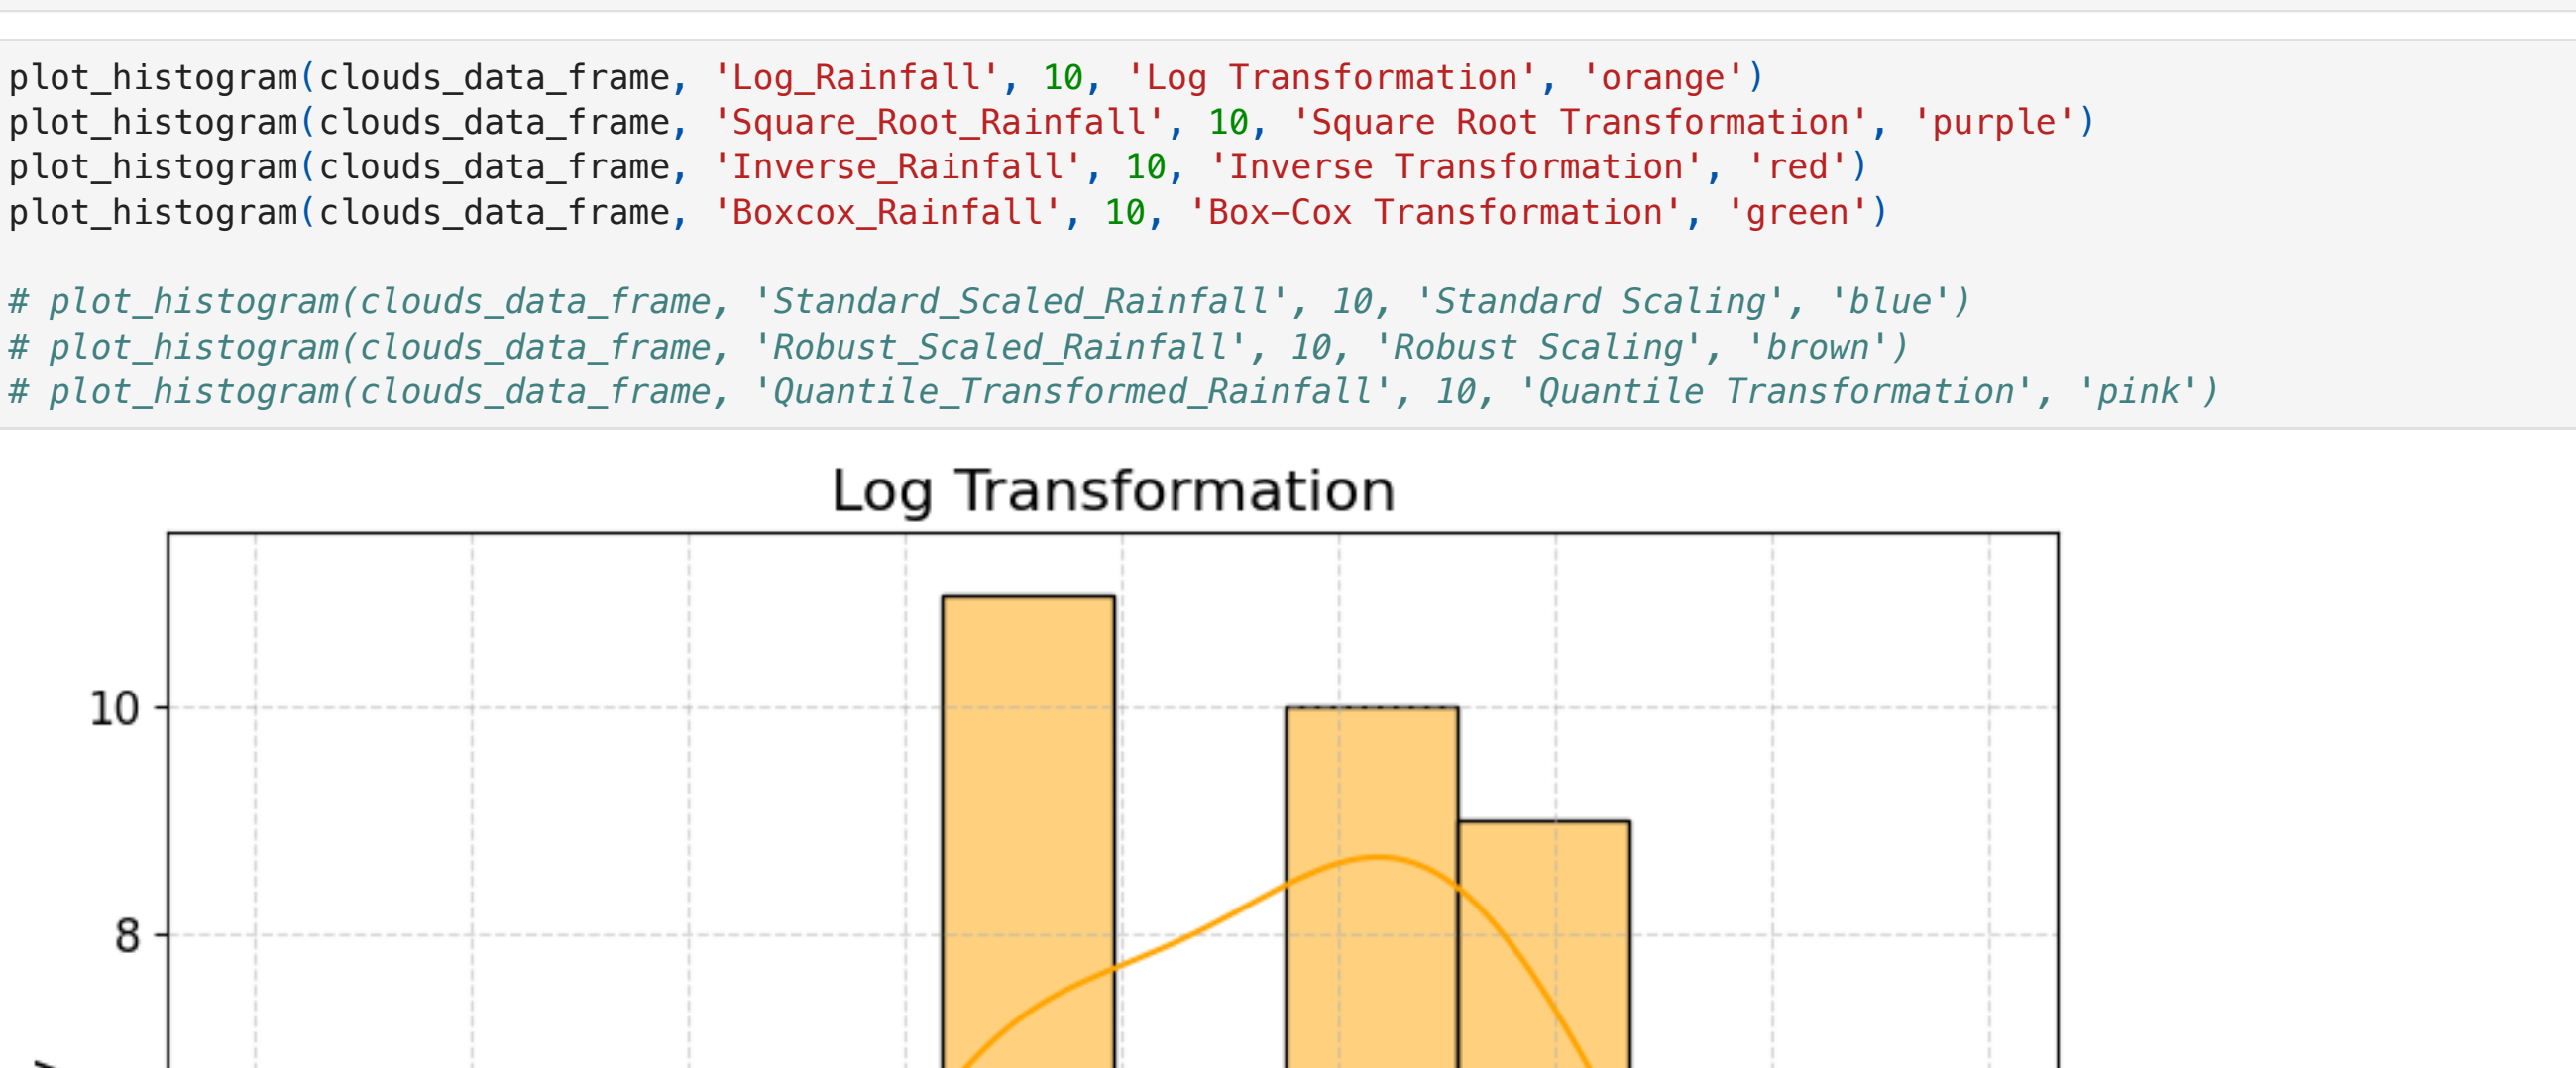 plot_histogram(clouds_data_frame, 'Log_Rainfall', 10, 'Log Transformation', 'orange')
plot_histogram(clouds_data_frame, 'Square_Root_Rainfall', 10, 'Square Root Transformation', 'purple')
plot_histogram(clouds_data_frame, 'Inverse_Rainfall', 10, 'Inverse Transformation', 'red')
plot_histogram(clouds_data_frame, 'Boxcox_Rainfall', 10, 'Box-Cox Transformation', 'green')
# plot_histogram(clouds_data_frame, 'Standard_Scaled_Rainfall', 10, 'Standard Scaling', 'blue')
# plot_histogram(clouds_data_frame, 'Robust_Scaled_Rainfall', 10, 'Robust Scaling', 'brown')
# plot_histogram(clouds_data_frame, 'Quantile_Transformed_Rainfall', 10, 'Quantile Transformation', 'pink')
Log Transformation
10
8